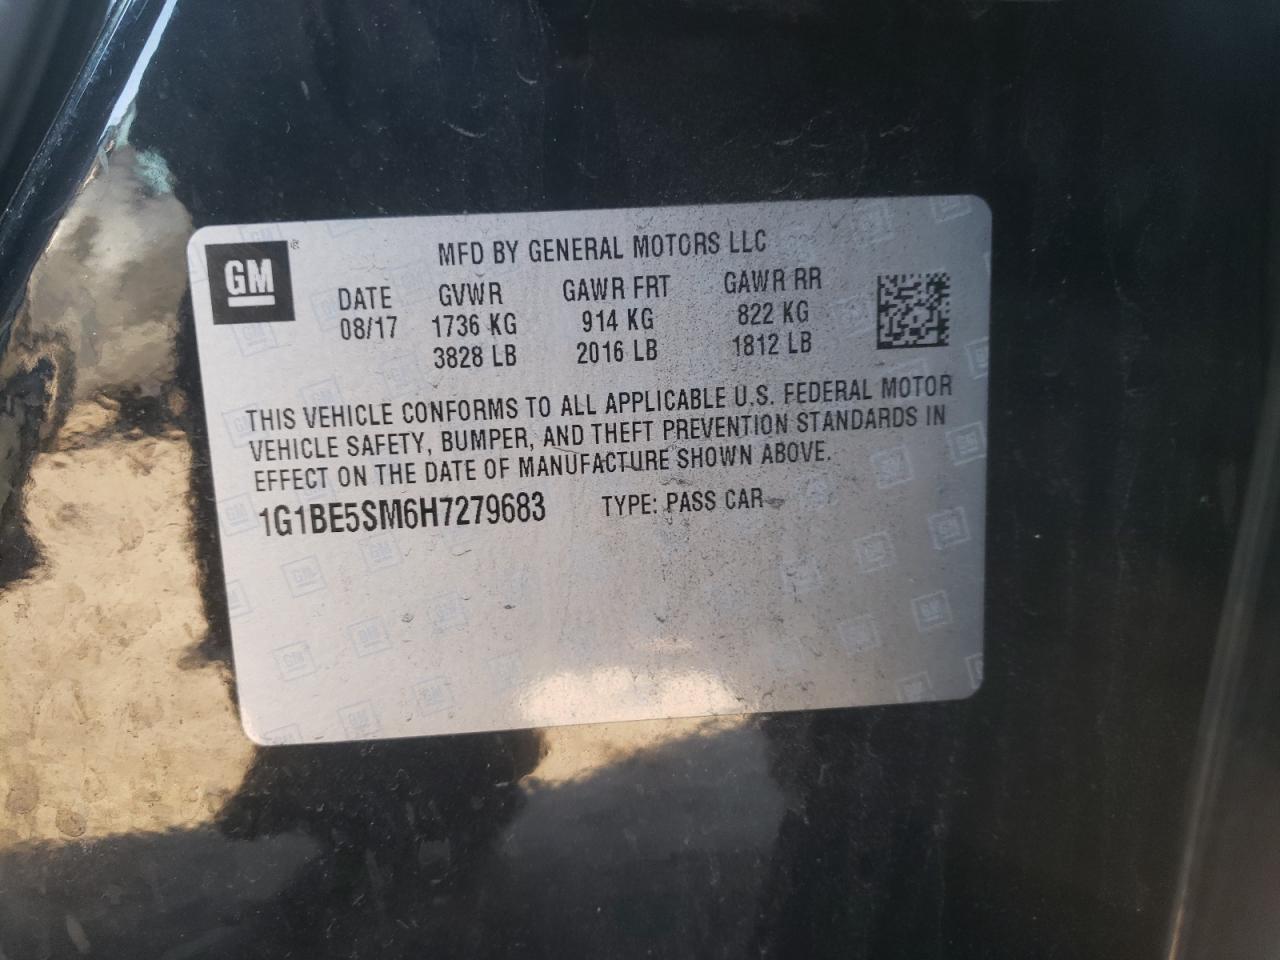 GM ®
MFD BY GENERAL MOTORS LLC
DATE GVWR GAWR FRT GAWR RR
08/17 1736 KG 914 KG 822 KG
3828 LB 2016 LB 1812 LB
THIS VEHICLE CONFORMS TO ALL APPLICABLE U.S. FEDERAL MOTOR
VEHICLE SAFETY, BUMPER, AND THEFT PREVENTION STANDARDS IN
EFFECT ON THE DATE OF MANUFACTURE SHOWN ABOVE.
1G1BE5SM6H7279683 TYPE: PASS CAR